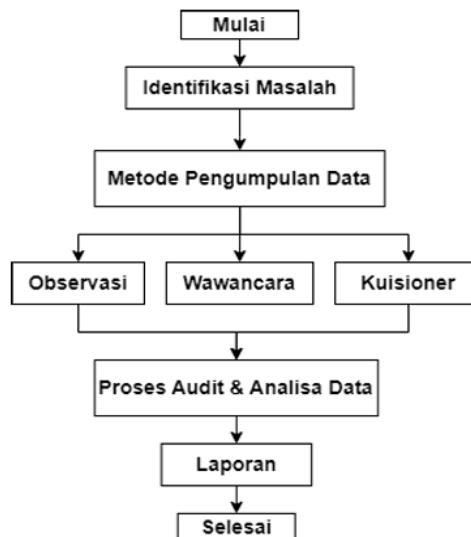 Mulai
Identifikasi Masalah
Metode Pengumpulan Data
Observasi
Wawancara
Kuisioner
Proses Audit & Analisa Data
Laporan
Selesai